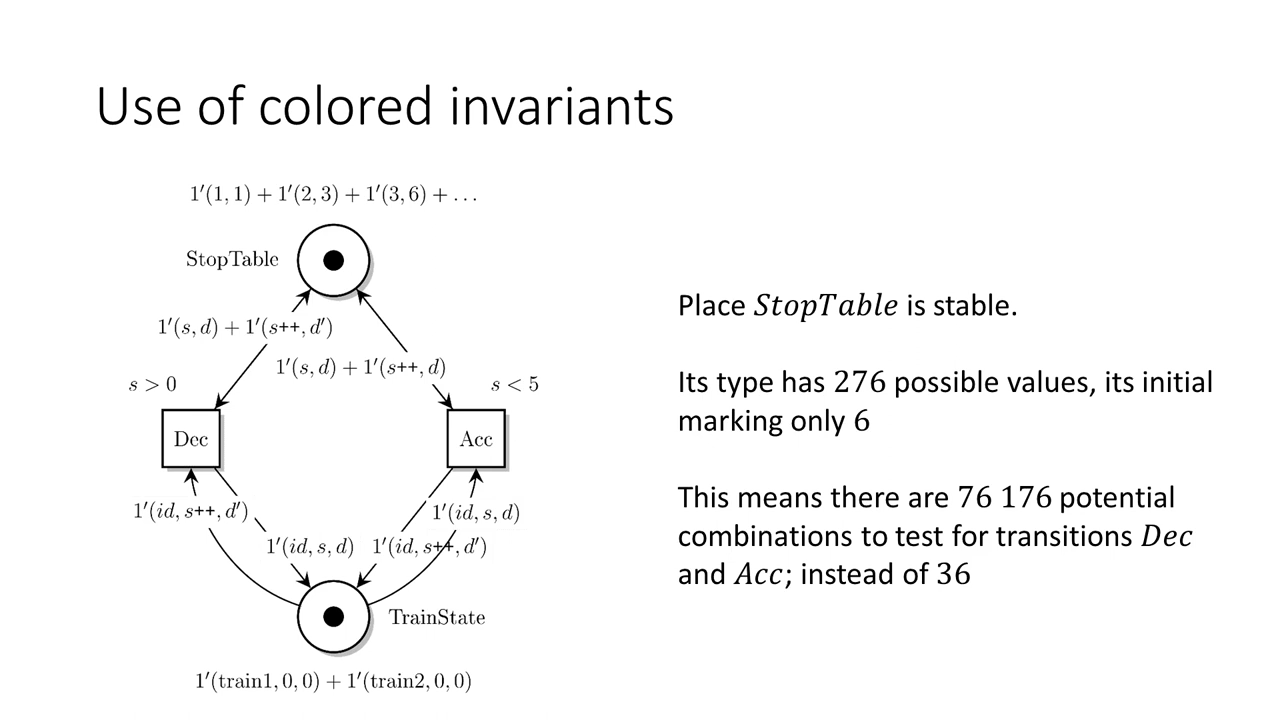 Use of colored invariants
1′(1, 1) + 1′(2, 3) + 1′(3, 6) + . . .
StopTable
1′(s, d) + 1′(s++, d′)
1′(s, d) + 1′(s++, d)
s > 0
s < 5
Dec
Acc
1′(id, s++, d′)
1′(id, s, d)
1′(id, s, d)
1′(id, s++, d′)
TrainState
1′(train1, 0, 0) + 1′(train2, 0, 0)
Place StopTable is stable.
Its type has 276 possible values, its initial
marking only 6
This means there are 76 176 potential
combinations to test for transitions Dec
and Acc; instead of 36